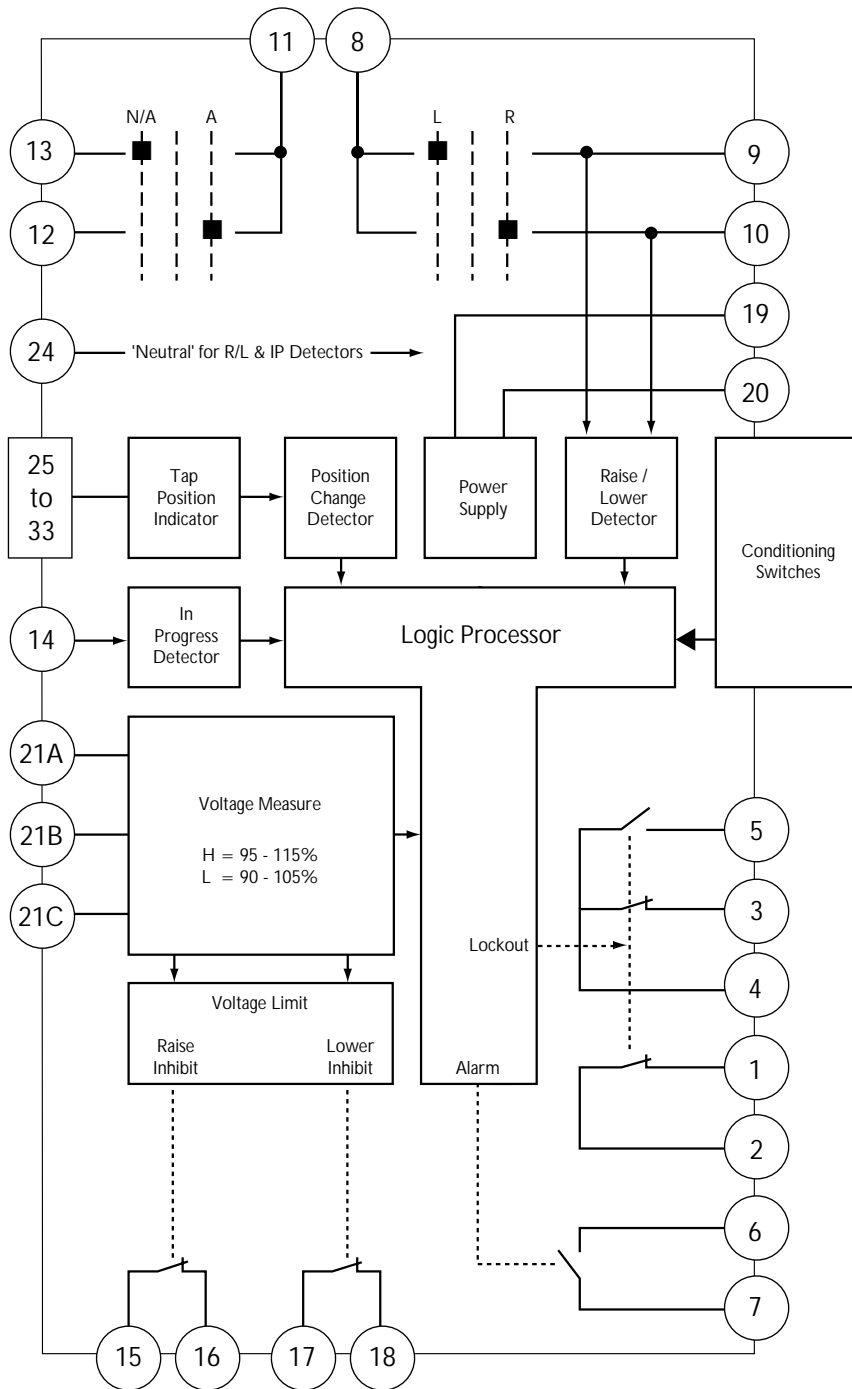 11
8
N/A
A
L
R
13
9
12
10
19
24
'Neutral' for R/L & IP Detectors
20
25
to
33
Tap
Position
Indicator
Position
Change
Detector
Power
Supply
Raise /
Lower
Detector
Conditioning
Switches
14
In
Progress
Detector
Logic Processor
21A
21B
21C
Voltage Measure
H = 95 - 115%
L = 90 - 105%
5
3
Lockout
4
Voltage Limit
Raise
Inhibit
Lower
Inhibit
Alarm
1
2
6
7
15
16
17
18